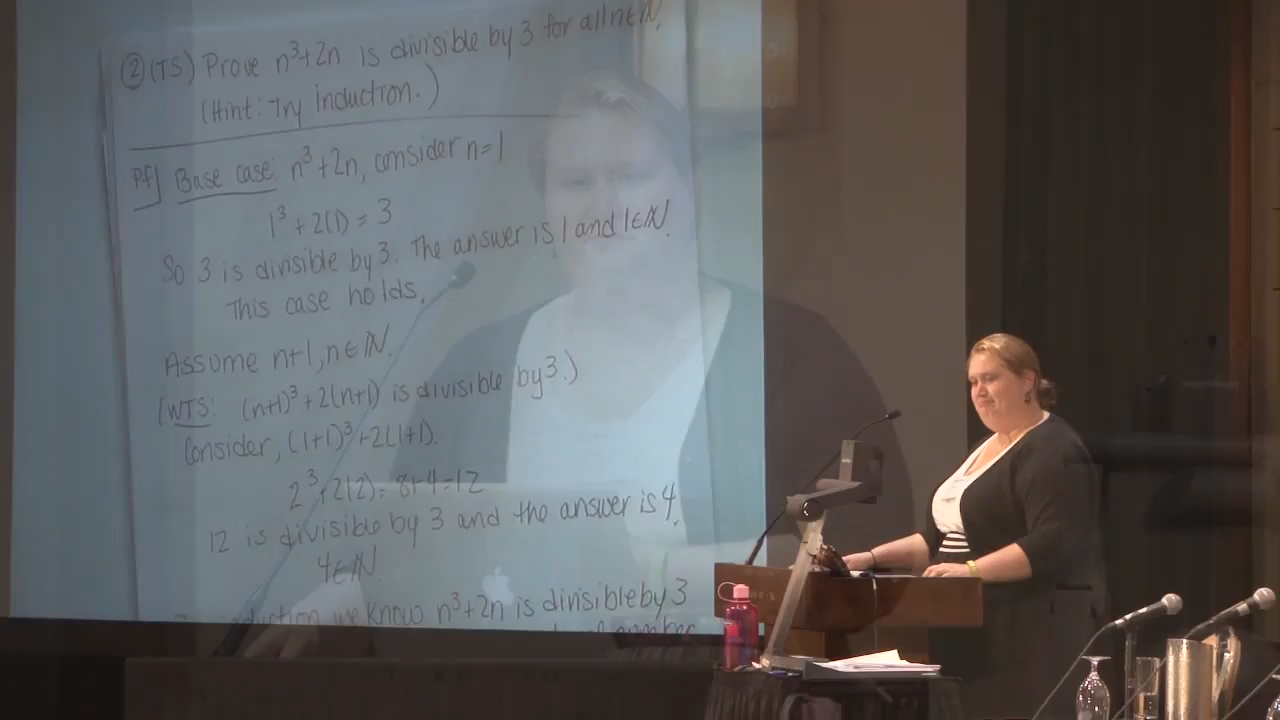 ② (TS) Prove n³+2n is divisible by 3 for all n∈ℕ.
(Hint: Try induction.)
Pf] Base case: n³+2n, consider n=1
1³+2(1)=3
So 3 is divisible by 3. The answer is 1 and 1∈ℕ.
This case holds.
Assume n+1, n∈ℕ.
(WTS: (n+1)³+2(n+1) is divisible by 3.)
Consider, (1+1)³+2(1+1).
2³+2(2)=8+4=12
12 is divisible by 3 and the answer is 4.
4∈ℕ
we know n³+2n is dinisible by 3